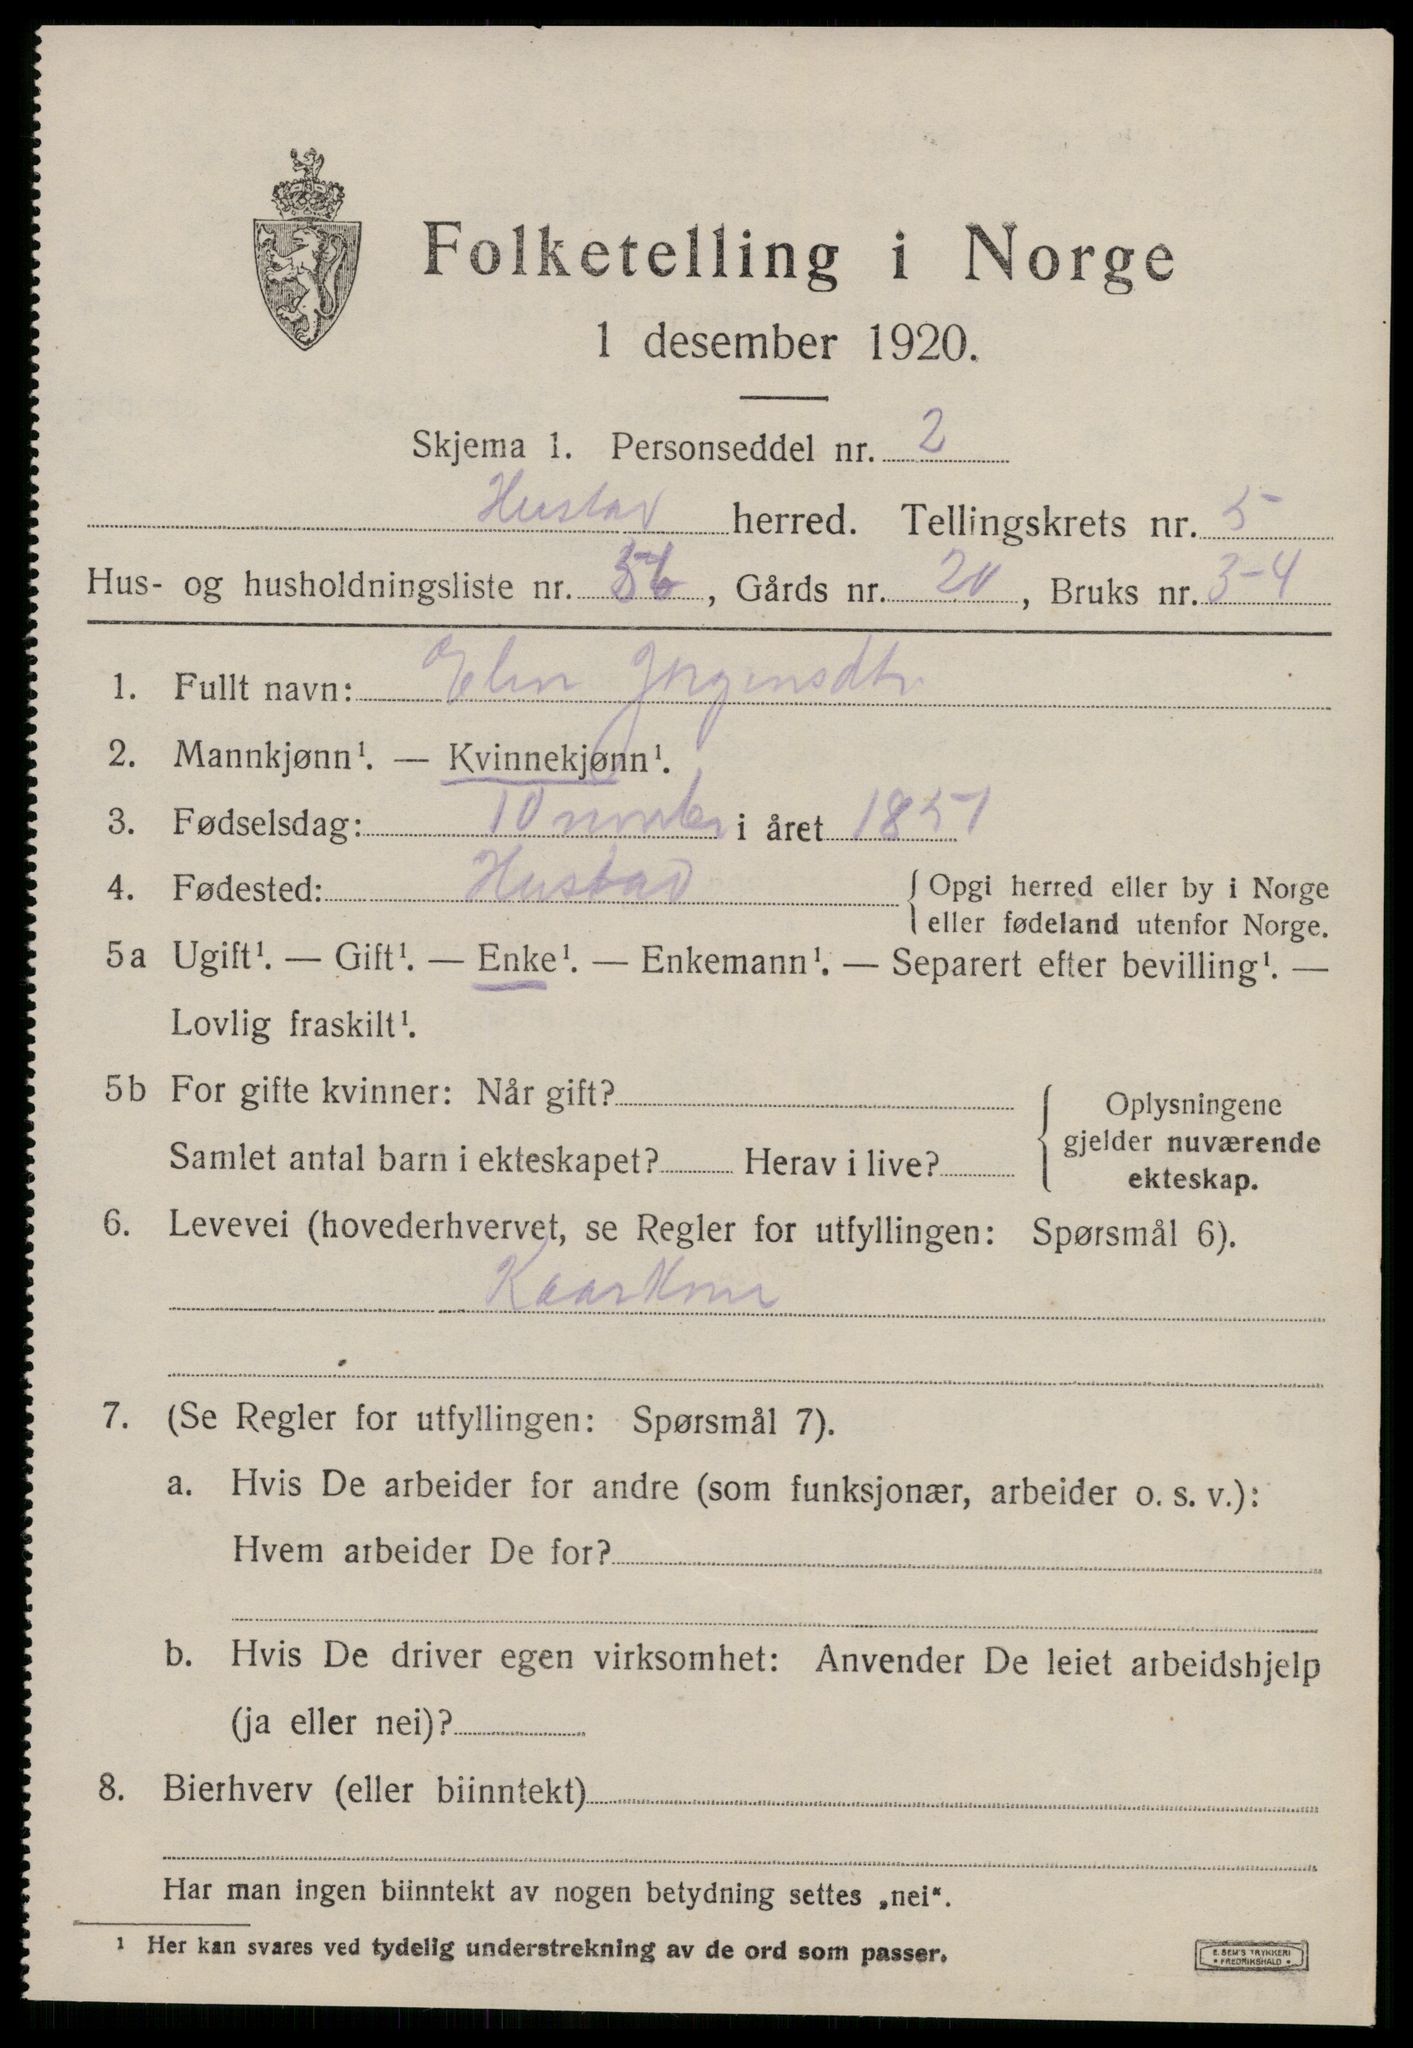 Folketelling i Norge
1 desember 1920.
Skjema 1. Personseddel nr. 2
Hustad herred. Tellingskrets nr. 5
Hus- og husholdningsliste nr. 56, Gårds nr. 20, Bruks nr. 3-4
1. Fullt navn: Elen Jørgensdtr
2. Mannkjønn¹. — Kvinnekjønn¹.
3. Fødselsdag: 10 i året 1851
4. Fødested: Hustad { Opgi herred eller by i Norge
eller fødeland utenfor Norge.
5a Ugift¹. — Gift¹. — Enke¹. — Enkemann¹. — Separert efter bevilling¹. —
Lovlig fraskilt¹.
5b For gifte kvinner: Når gift?
Samlet antal barn i ekteskapet? Herav i live?
Oplysningene
gjelder nuværende
ekteskap.
6. Levevei (hovederhvervet, se Regler for utfyllingen: Spørsmål 6).
Kaarkone
7. (Se Regler for utfyllingen: Spørsmål 7).
a. Hvis De arbeider for andre (som funksjonær, arbeider o. s. v.):
Hvem arbeider De for?
b. Hvis De driver egen virksomhet: Anvender De leiet arbeidshjelp
(ja eller nei)?
8. Bierhverv (eller biinntekt)
Har man ingen biinntekt av nogen betydning settes „nei“.
¹ Her kan svares ved tydelig understrekning av de ord som passer.
E. SEM'S TRYKKERI
* FREDRIKSHALD *